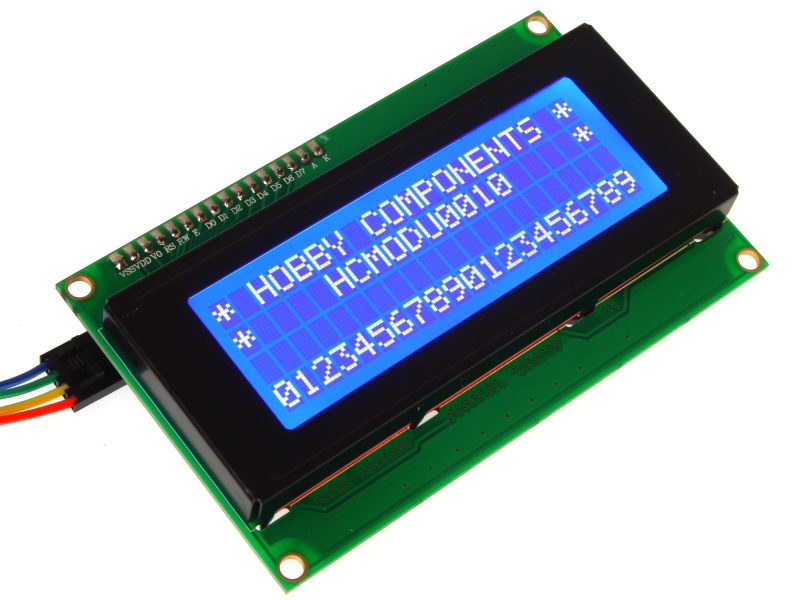 VSS VDD VO RS RW E D0 D1 D2 D3 D4 D5 D6 D7 A K
* HOBBY COMPONENTS *
* HCMODU0010 *
01234567890123456789